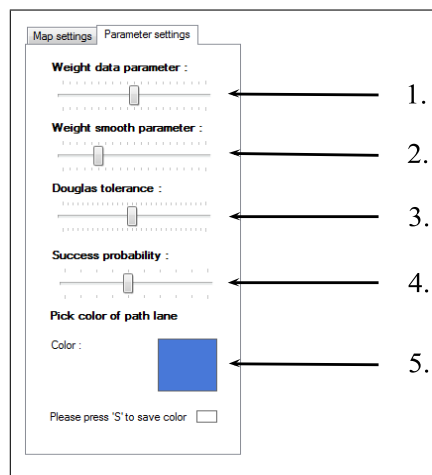 Map settings Parameter settings
Weight data parameter :
1.
Weight smooth parameter :
2.
Douglas tolerance :
3.
Success probability :
4.
Pick color of path lane
Color :
5.
Please press 'S' to save color